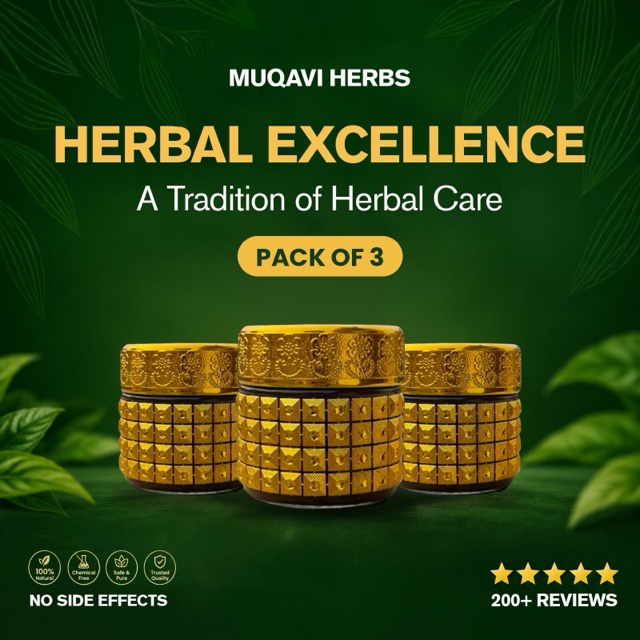 MUQAVI HERBS
HERBAL EXCELLENCE
A Tradition of Herbal Care
PACK OF 3
100%
Natural
Chemical
Free
Safe &
Pure
Trusted
Quality
NO SIDE EFFECTS
200+ REVIEWS